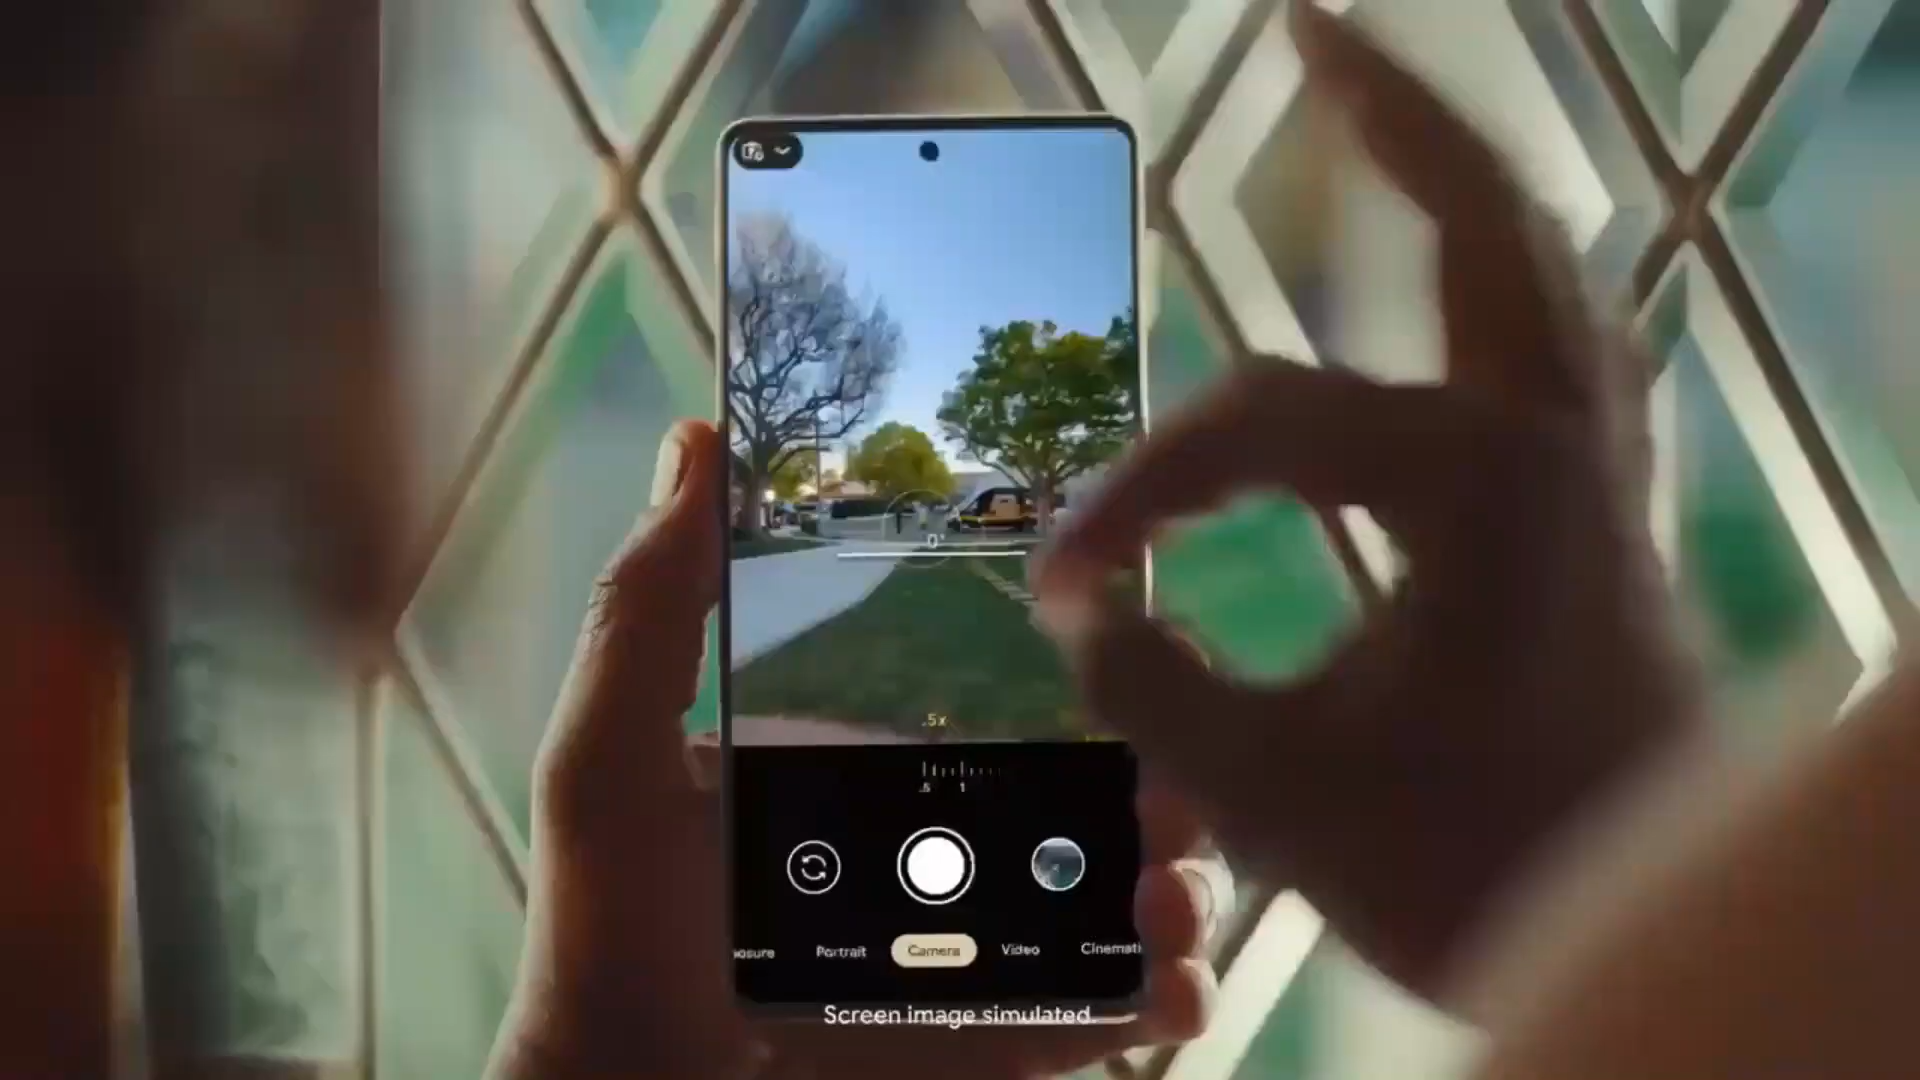 0°
.5x
.5 1
osure Portrait Camera Video Cinemati
Screen image simulated.